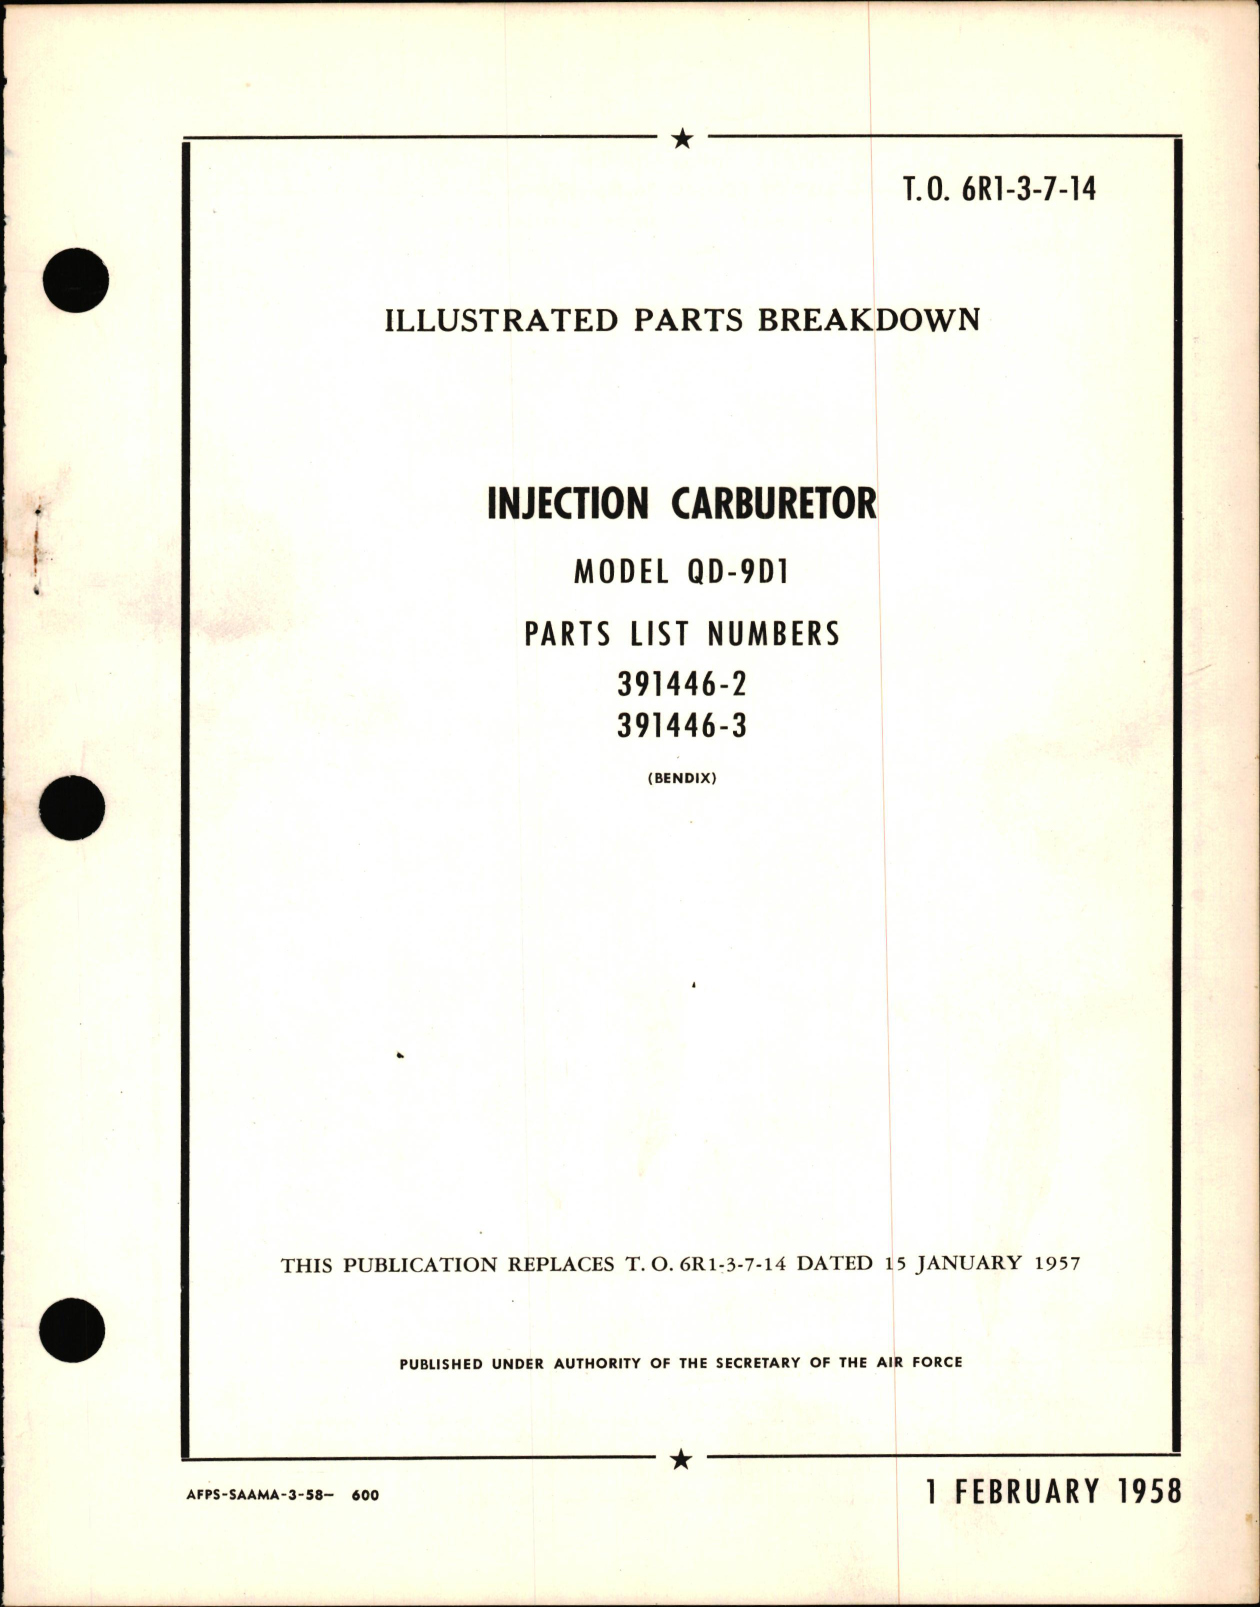 T.O. 6R1-3-7-14
ILLUSTRATED PARTS BREAKDOWN
INJECTION CARBURETOR
MODEL QD-9D1
PARTS LIST NUMBERS
391446-2
391446-3
(BENDIX)
THIS PUBLICATION REPLACES T. O. 6R1-3-7-14 DATED 15 JANUARY 1957
PUBLISHED UNDER AUTHORITY OF THE SECRETARY OF THE AIR FORCE
AFPS-SAAMA-3-58— 600
1 FEBRUARY 1958